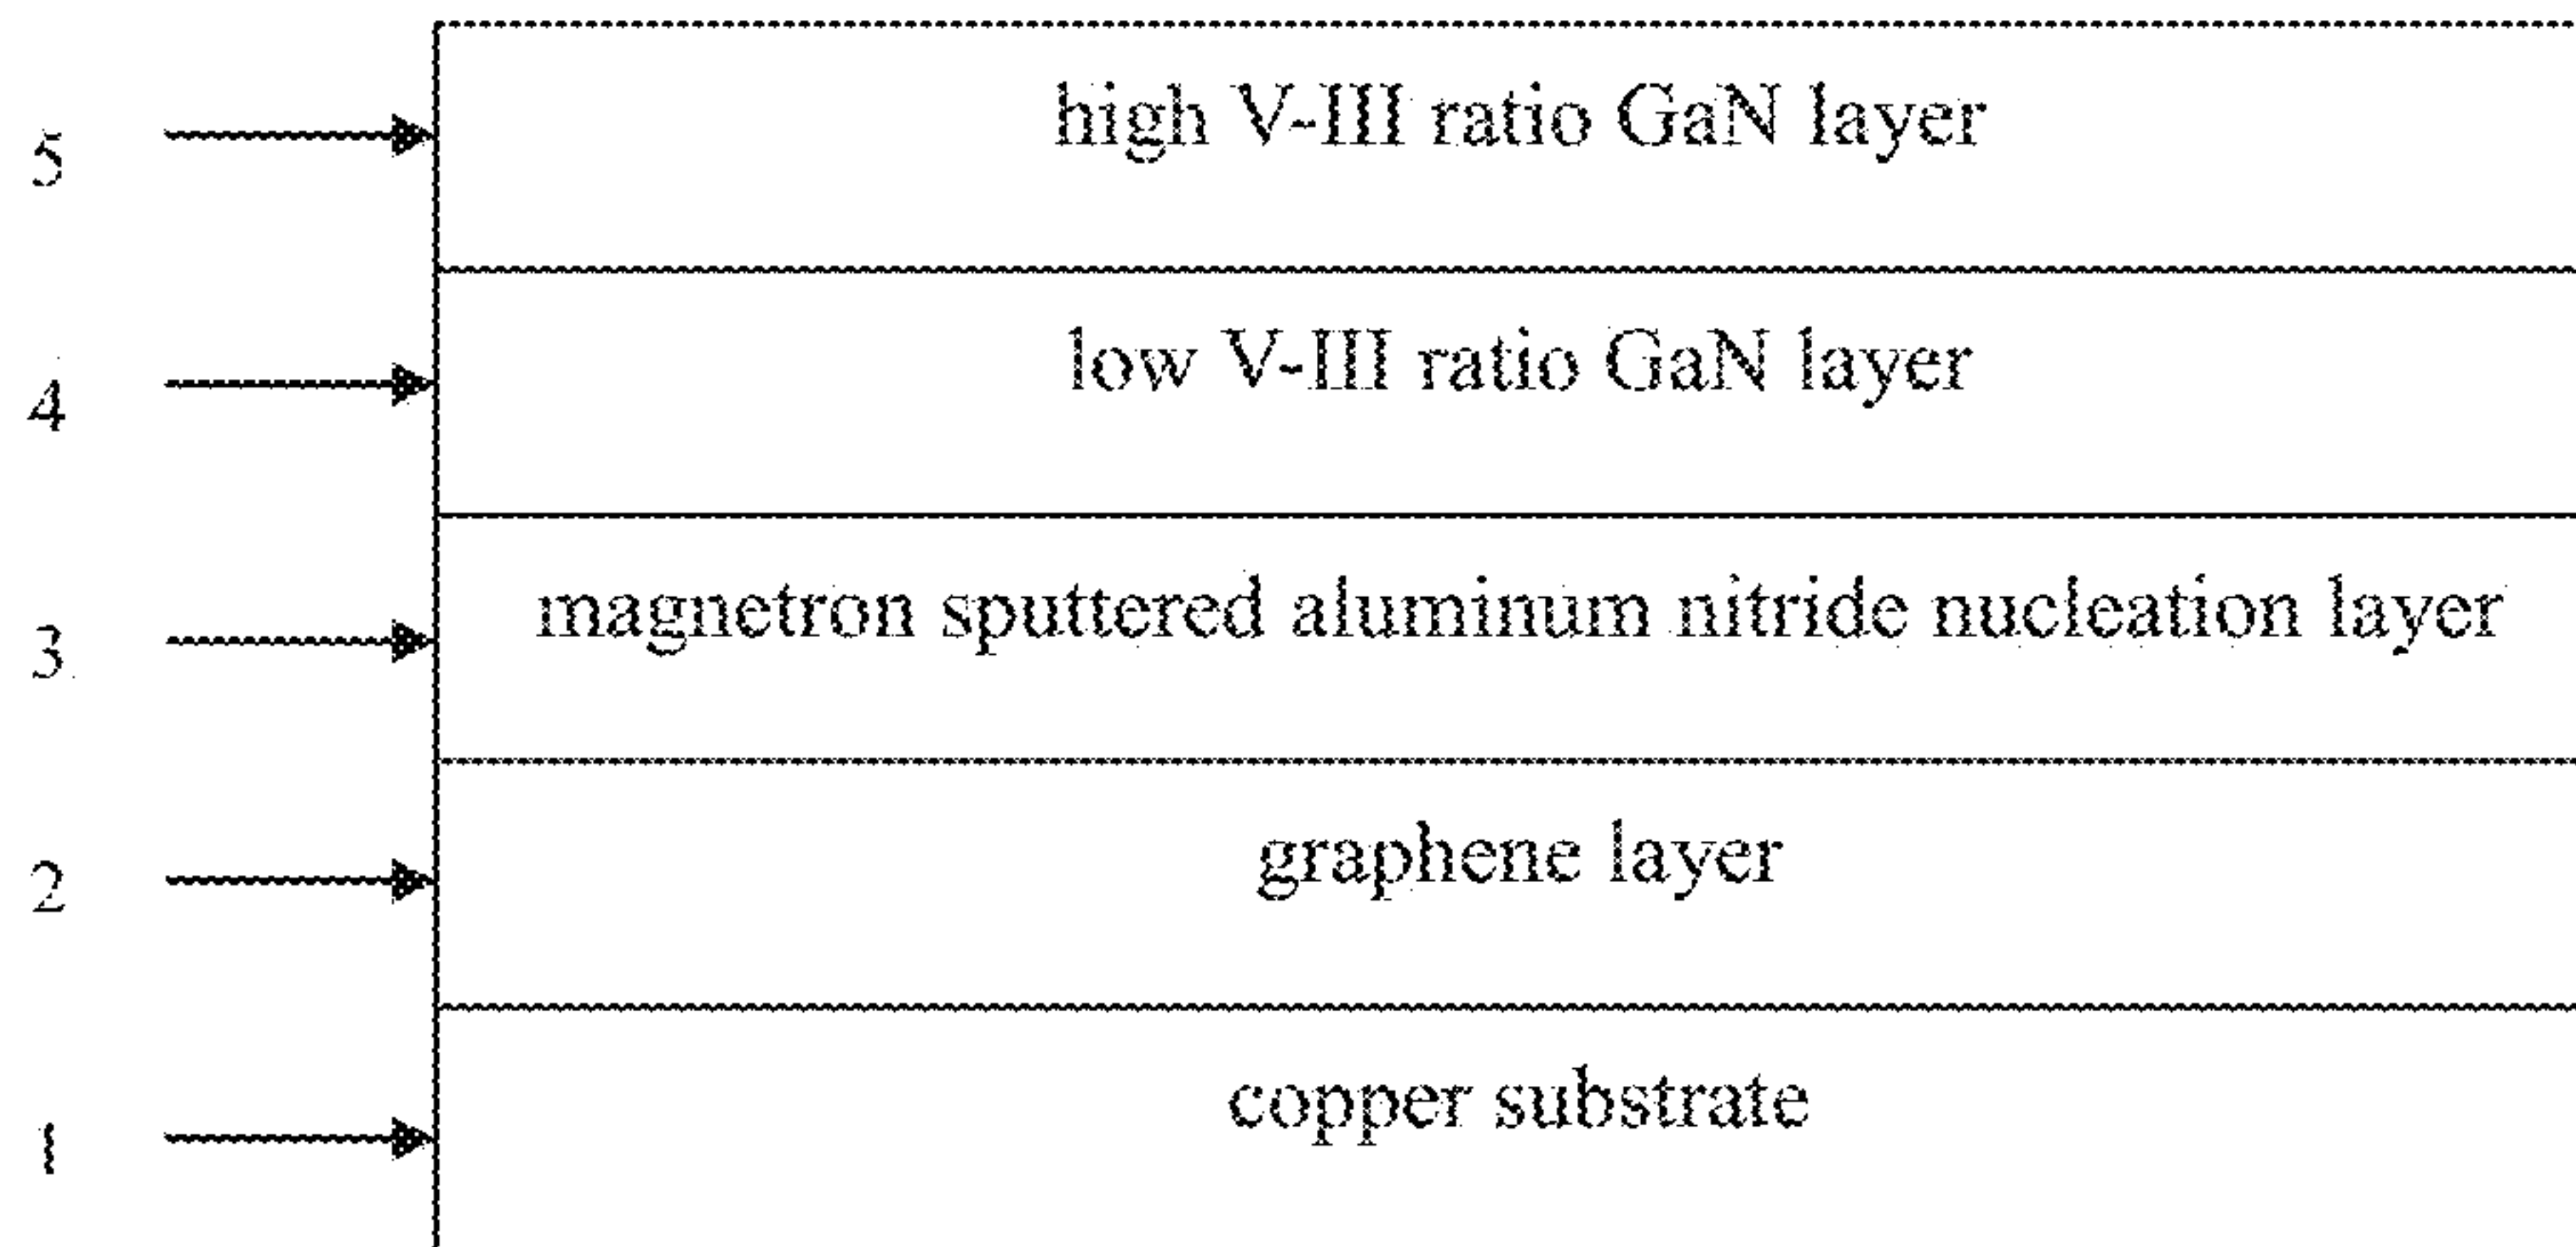 5 high V-III ratio GaN layer
4 low V-III ratio GaN layer
3 magnetron sputtered aluminum nitride nucleation layer
2 graphene layer
1 copper substrate